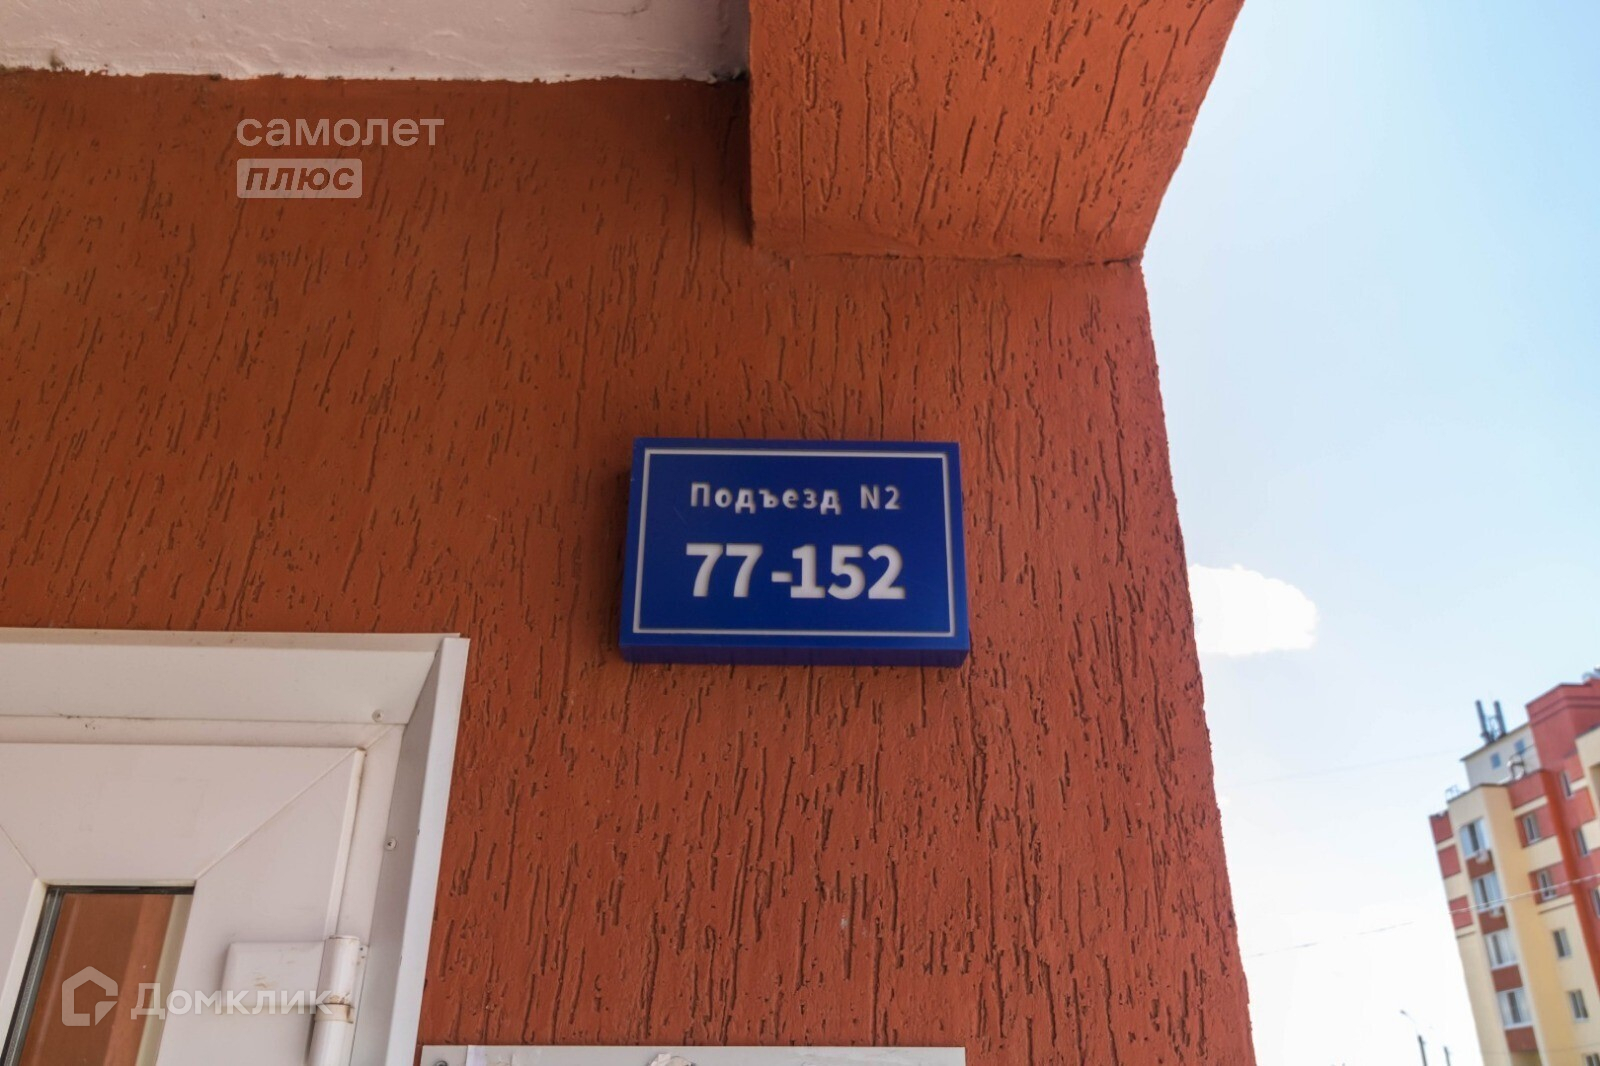 самолет
плюс
Подъезд N2
77-152
Домклик